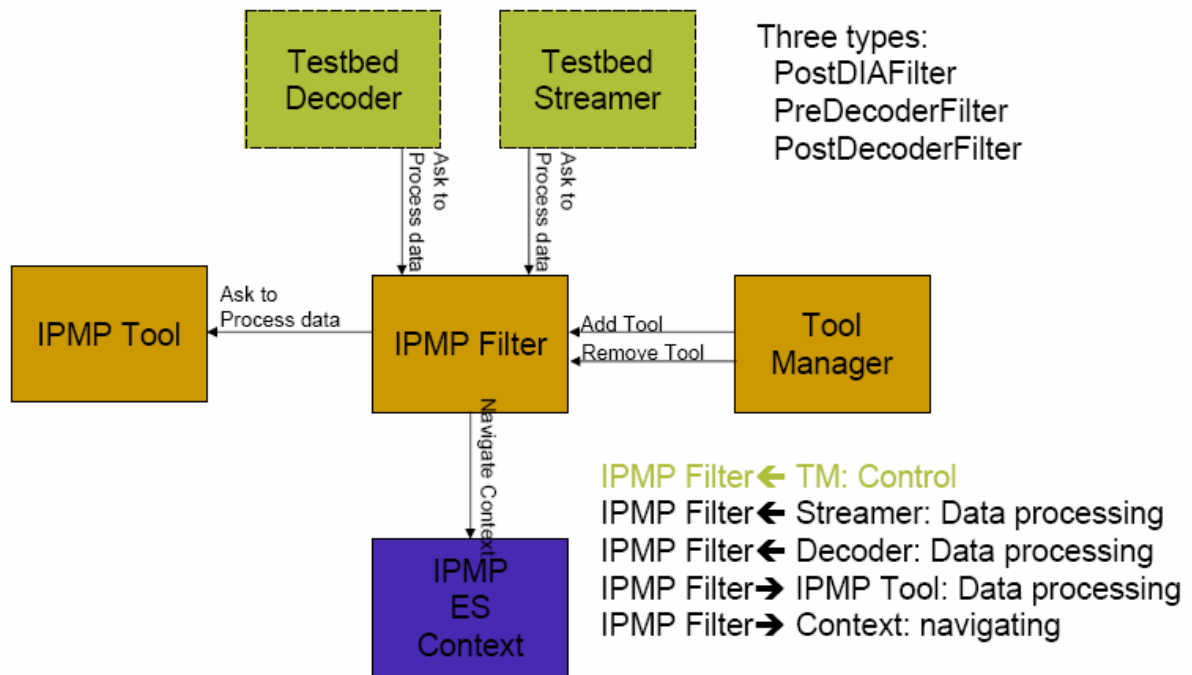 Testbed
Decoder
Testbed
Streamer
Three types:
PostDIAFilter
PreDecoderFilter
PostDecoderFilter
Ask to
Process data
Ask to
Process data
IPMP Tool
Ask to
Process data
IPMP Filter
Add Tool
Remove Tool
Tool
Manager
Navigate Context
IPMP
ES
Context
IPMP Filter← TM: Control
IPMP Filter← Streamer: Data processing
IPMP Filter← Decoder: Data processing
IPMP Filter→ IPMP Tool: Data processing
IPMP Filter→ Context: navigating